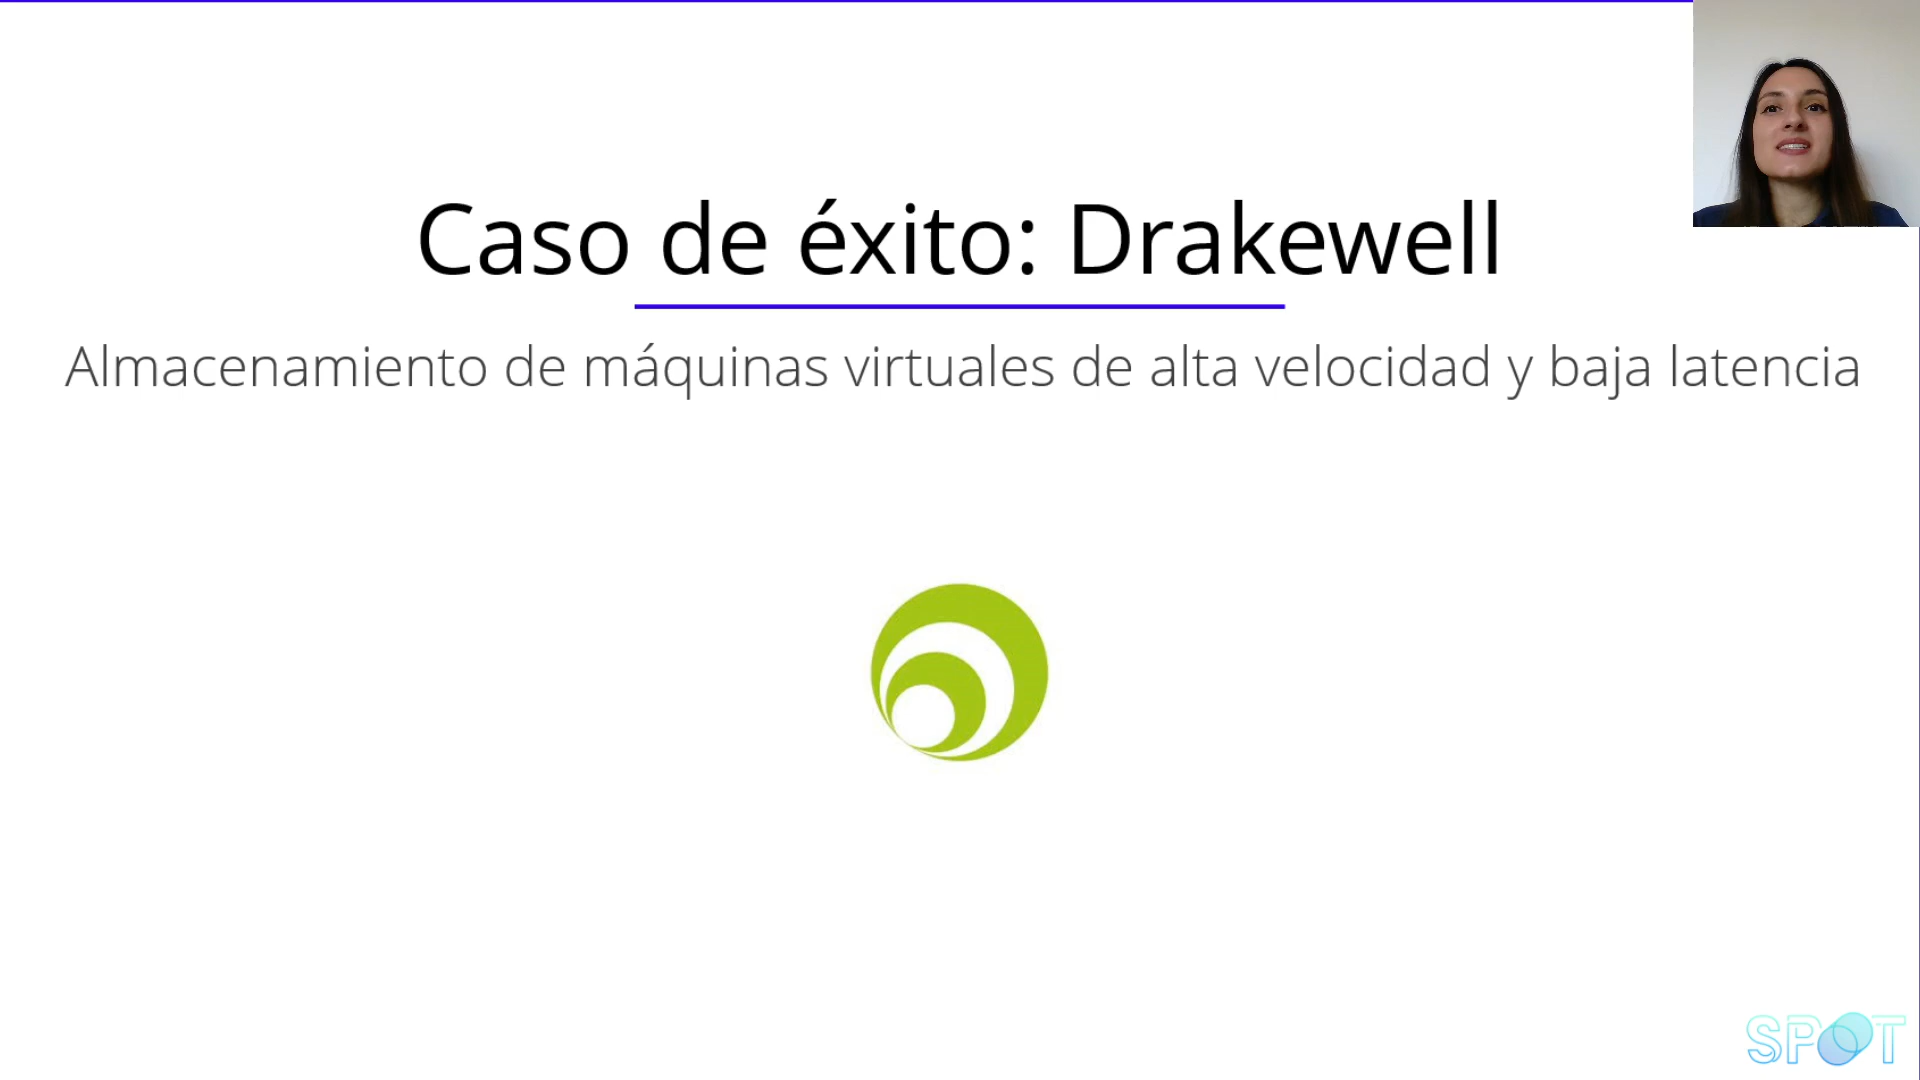 Caso de éxito: Drakewell
Almacenamiento de máquinas virtuales de alta velocidad y baja latencia
SPOT